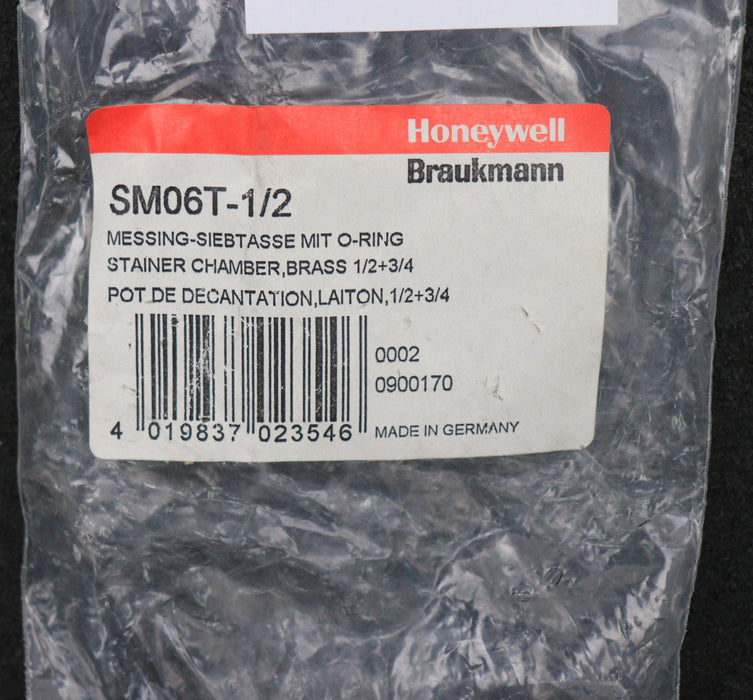 Honeywell
Braukmann
SM06T-1/2
MESSING-SIEBTASSE MIT O-RING
STAINER CHAMBER,BRASS 1/2+3/4
POT DE DECANTATION,LAITON,1/2+3/4
0002
0900170
4 019837 023546
MADE IN GERMANY